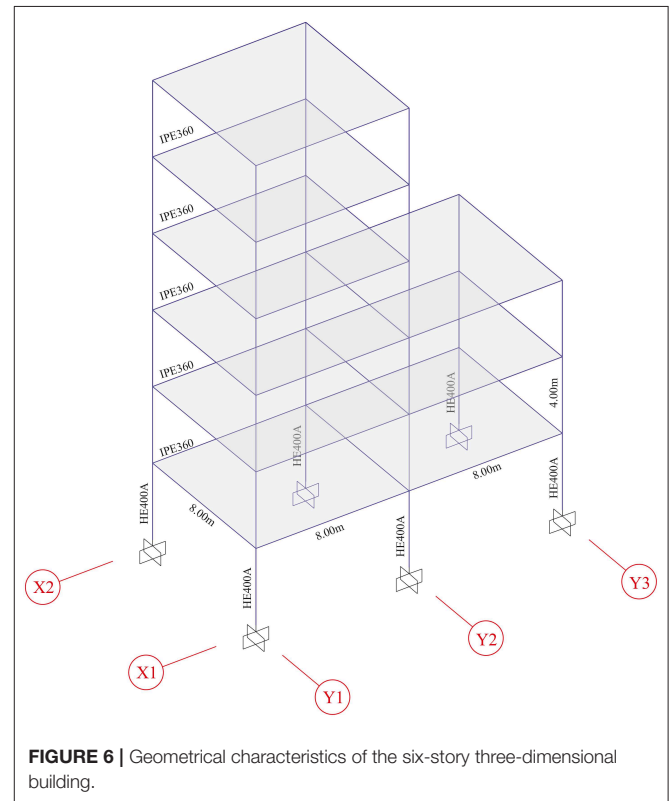 IPE360
IPE360
IPE360
IPE360
IPE360
HE400A
HE400A
HE400A
4.00m
8.00m
8.00m
8.00m
HE400A
HE400A
HE400A
X2
X1
Y1
Y2
Y3
FIGURE 6 | Geometrical characteristics of the six-story three-dimensional
building.